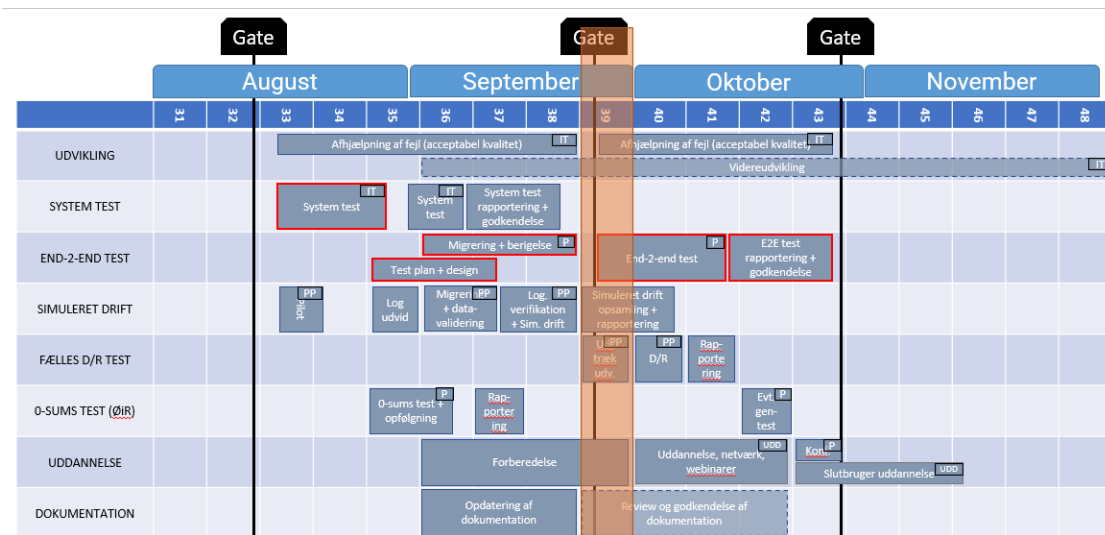 Gate
Gate
Gate
August
September
Oktober
November
31
32
33
34
35
36
37
38
39
40
41
42
43
44
45
46
47
48
UDVIKLING
Afhjælpning af fejl (acceptabel kvalitet)
IT
Afhjælpning af fejl (acceptabel kvalitet)
IT
Videreudvikling
IT
SYSTEM TEST
System test
IT
System
test
IT
System test
rapportering +
godkendelse
END-2-END TEST
Migrering + berigelse
P
Test plan + design
End-2-end test
P
E2E test
rapportering +
godkendelse
SIMULERET DRIFT
Pilot
PP
Log
udvid
Migrering
+ data-
validering
PP
Log.
verifikation
+ Sim. drift
PP
Simuleret drift
opsamling +
rapportering
FÆLLES D/R TEST
Ud-
træk
udv.
PP
D/R
PP
Rap-
porte
ring
0-SUMS TEST (ØiR)
0-sums test +
opfølgning
P
Rap-
porter
ing
Evt.
gen-
test
P
UDDANNELSE
Forberedelse
Uddannelse, netværk,
webinarer
UDD
Konf.
P
Slutbruger uddannelse
UDD
DOKUMENTATION
Opdatering af
dokumentation
Review og godkendelse af
dokumentation